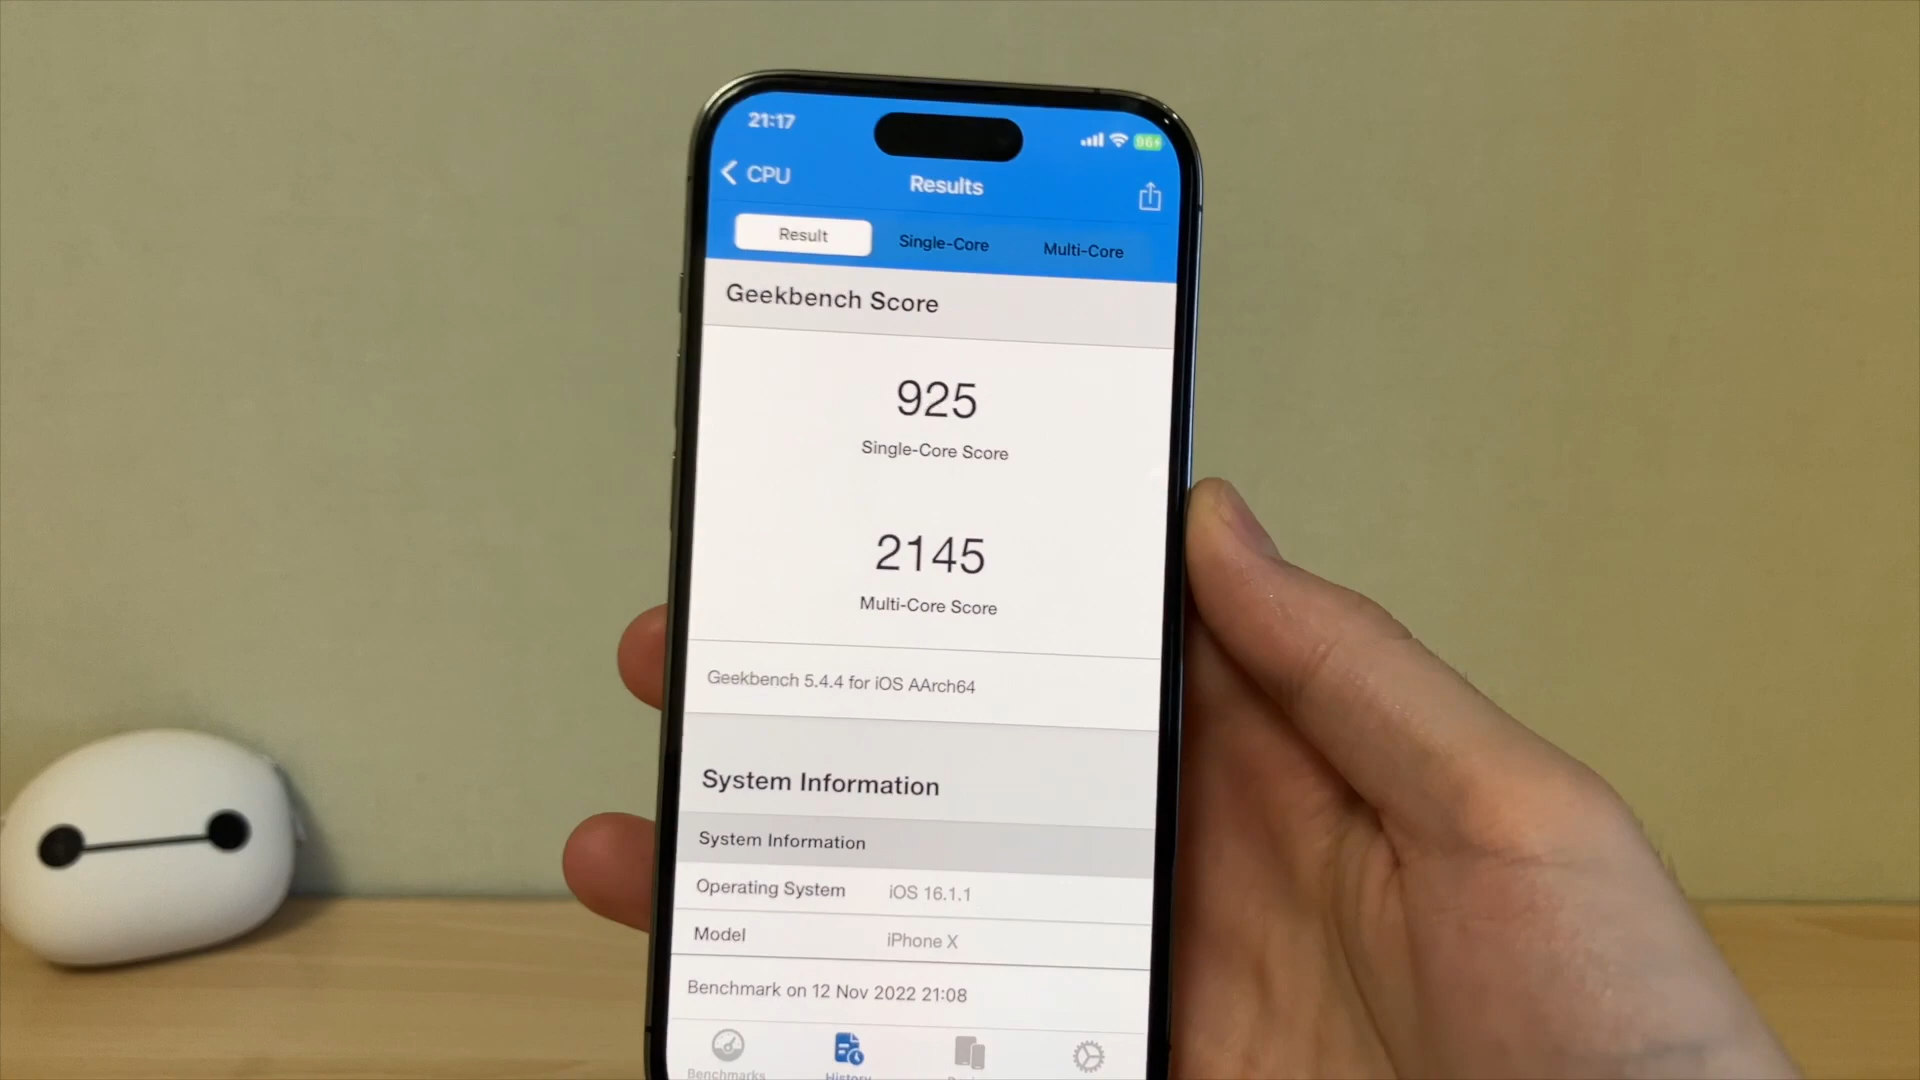 21:17
96
CPU
Results
Result
Single-Core
Multi-Core
Geekbench Score
925
Single-Core Score
2145
Multi-Core Score
Geekbench 5.4.4 for iOS AArch64
System Information
System Information
Operating System iOS 16.1.1
Model iPhone X
Benchmark on 12 Nov 2022 21:08
Benchmarks
History